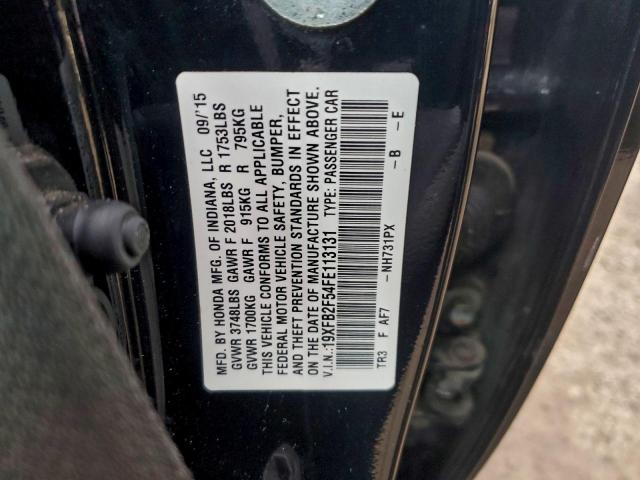 MFD. BY HONDA MFG. OF INDIANA, LLC 09/'15
GVWR 3748LBS GAWR F 2018LBS R 1753LBS
GVWR 1700KG GAWR F 915KG R 795KG
THIS VEHICLE CONFORMS TO ALL APPLICABLE
FEDERAL MOTOR VEHICLE SAFETY, BUMPER,
AND THEFT PREVENTION STANDARDS IN EFFECT
ON THE DATE OF MANUFACTURE SHOWN ABOVE.
V.I.N.:19XFB2F54FE113131 TYPE: PASSENGER CAR
TR3 F AF7 -NH731PX -B -E